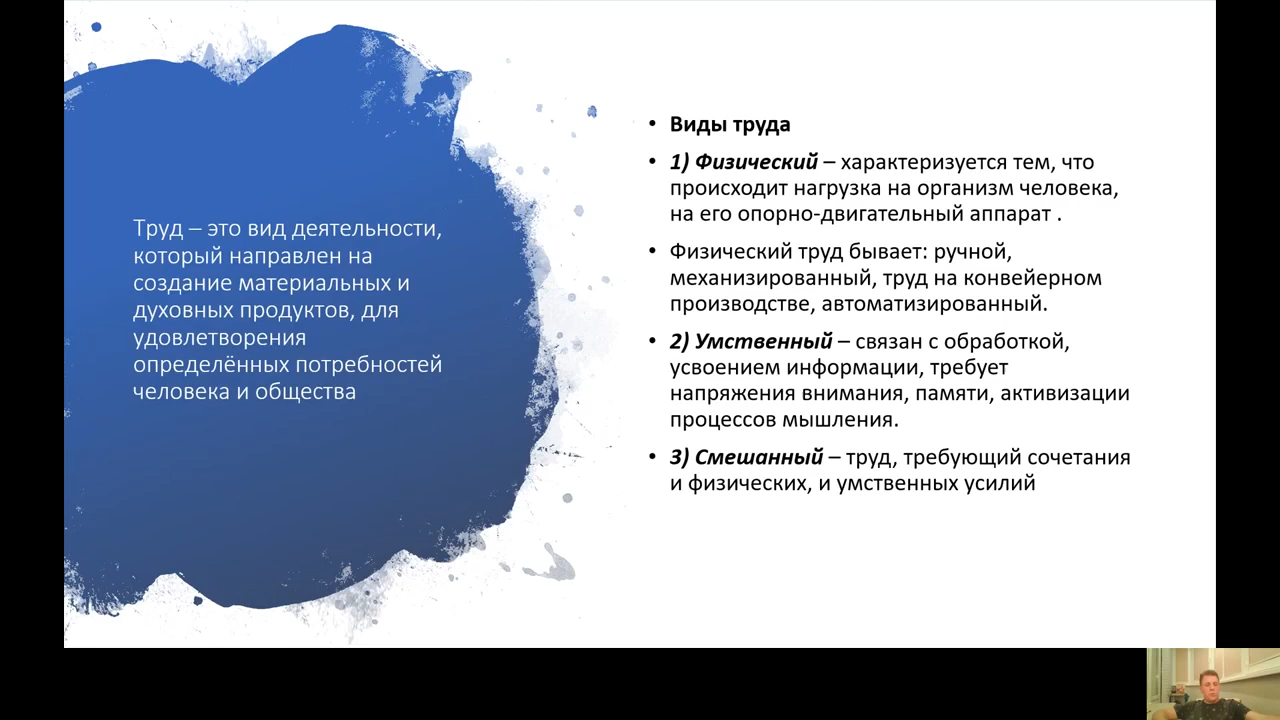 Труд – это вид деятельности,
который направлен на
создание материальных и
духовных продуктов, для
удовлетворения
определённых потребностей
человека и общества
• Виды труда
• 1) Физический – характеризуется тем, что
происходит нагрузка на организм человека,
на его опорно-двигательный аппарат .
• Физический труд бывает: ручной,
механизированный, труд на конвейерном
производстве, автоматизированный.
• 2) Умственный – связан с обработкой,
усвоением информации, требует
напряжения внимания, памяти, активизации
процессов мышления.
• 3) Смешанный – труд, требующий сочетания
и физических, и умственных усилий